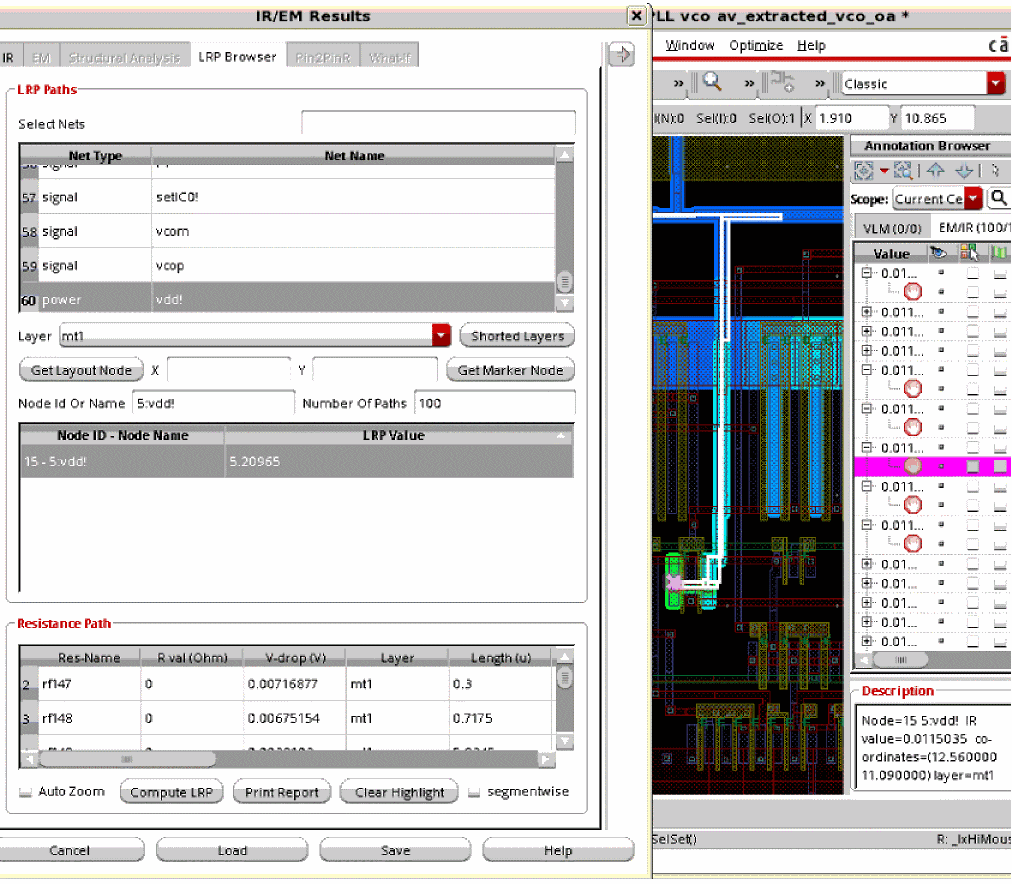 IR/EM Results
IR EM Structural Analysis LRP Browser Pin2PinR What-If
LRP Paths
Select Nets
Net Type Net Name
57 signal setIC0!
58 signal vcom
59 signal vcop
60 power vdd!
Layer mt1 Shorted Layers
Get Layout Node X Y Get Marker Node
Node Id Or Name 5:vdd! Number Of Paths 100
Node ID - Node Name LRP Value
15 - 5:vdd! 5.20965
Resistance Path
Res-Name R val (Ohm) V-drop (V) Layer Length (u)
2 rf147 0 0.00716877 mt1 0.3
3 rf148 0 0.00675154 mt1 0.7175
Auto Zoom Compute LRP Print Report Clear Highlight segmentwise
Cancel Load Save Help
PLL vco av_extracted_vco_oa *
Window Optimize Help cā
» » » Classic
(N):0 Sel(I):0 Sel(O):1 X 1.910 Y 10.865
Annotation Browser
Scope: Current Ce
VLM (0/0) EM/IR (100/1
Value
0.01...
0.011...
0.011...
0.011...
0.011...
0.011...
0.011...
0.011...
0.011...
0.01...
0.01...
0.01...
0.01...
0.01...
Description
Node=15 5:vdd! IR
value=0.0115035 co-
ordinates=(12.560000
11.090000) layer=mt1
SelSet()
R: _lxHiMous